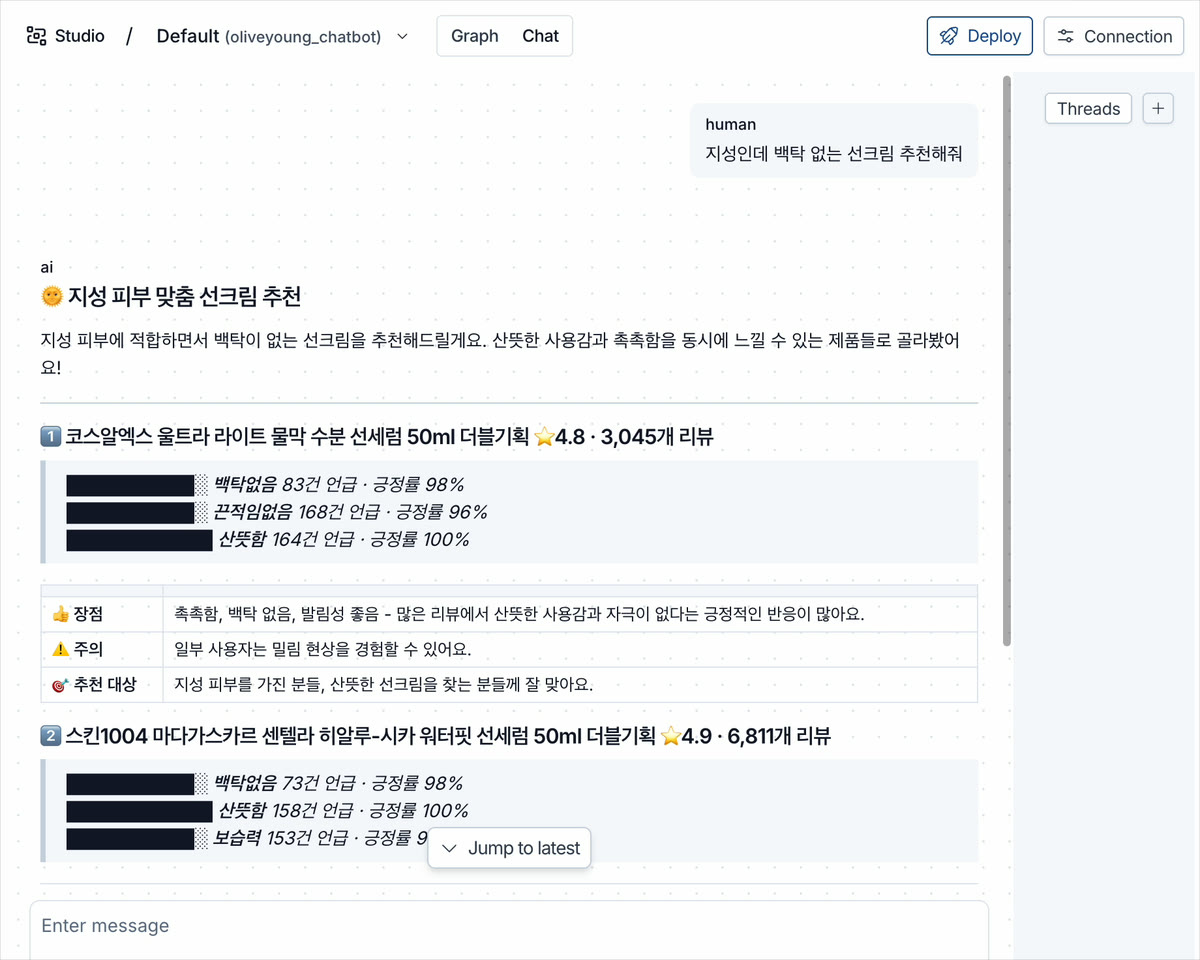 Studio / Default (oliveyoung_chatbot) Graph Chat Deploy Connection
Threads +
human
지성인데 백탁 없는 선크림 추천해줘
ai
🌞 지성 피부 맞춤 선크림 추천
지성 피부에 적합하면서 백탁이 없는 선크림을 추천해드릴게요. 산뜻한 사용감과 촉촉함을 동시에 느낄 수 있는 제품들로 골라봤어
요!
1️⃣ 코스알엑스 울트라 라이트 물막 수분 선세럼 50ml 더블기획 ⭐4.8 · 3,045개 리뷰
백탁없음 83건 언급 · 긍정률 98%
끈적임없음 168건 언급 · 긍정률 96%
산뜻함 164건 언급 · 긍정률 100%
👍 장점 촉촉함, 백탁 없음, 발림성 좋음 - 많은 리뷰에서 산뜻한 사용감과 자극이 없다는 긍정적인 반응이 많아요.
⚠️ 주의 일부 사용자는 밀림 현상을 경험할 수 있어요.
🎯 추천 대상 지성 피부를 가진 분들, 산뜻한 선크림을 찾는 분들께 잘 맞아요.
2️⃣ 스킨1004 마다가스카르 센텔라 히알루-시카 워터핏 선세럼 50ml 더블기획 ⭐4.9 · 6,811개 리뷰
백탁없음 73건 언급 · 긍정률 98%
산뜻함 158건 언급 · 긍정률 100%
보습력 153건 언급 · 긍정률 9
Jump to latest
Enter message